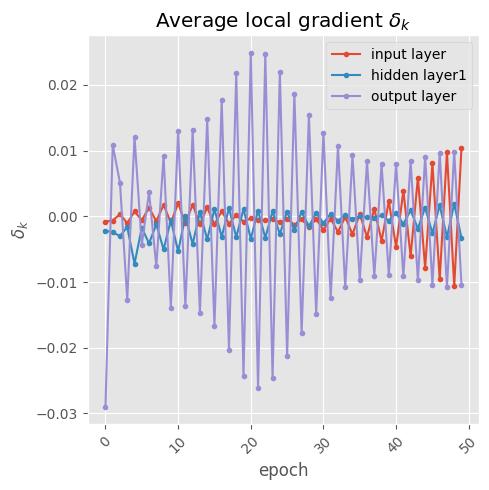 Average local gradient δₖ
input layer
hidden layer1
output layer
δₖ
0.02
0.01
0.00
−0.01
−0.02
−0.03
0
10
20
30
40
50
epoch